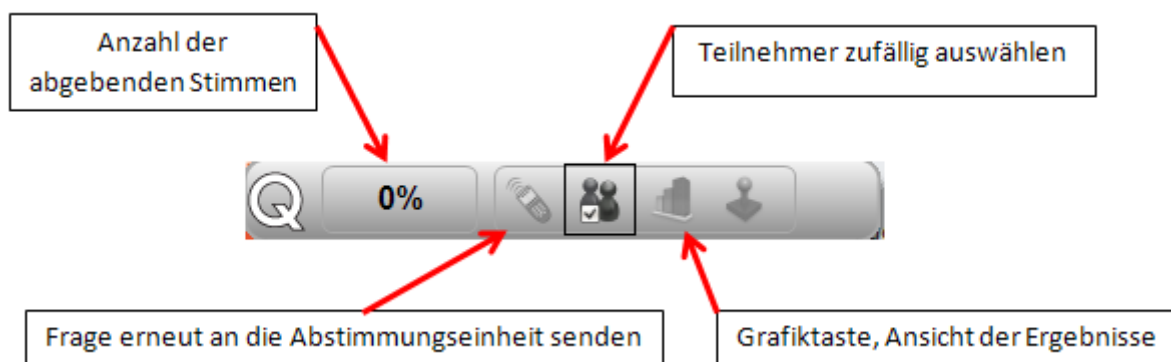 Anzahl der
abgebenden Stimmen
Teilnehmer zufällig auswählen
Q
0%
Frage erneut an die Abstimmungseinheit senden
Grafiktaste, Ansicht der Ergebnisse